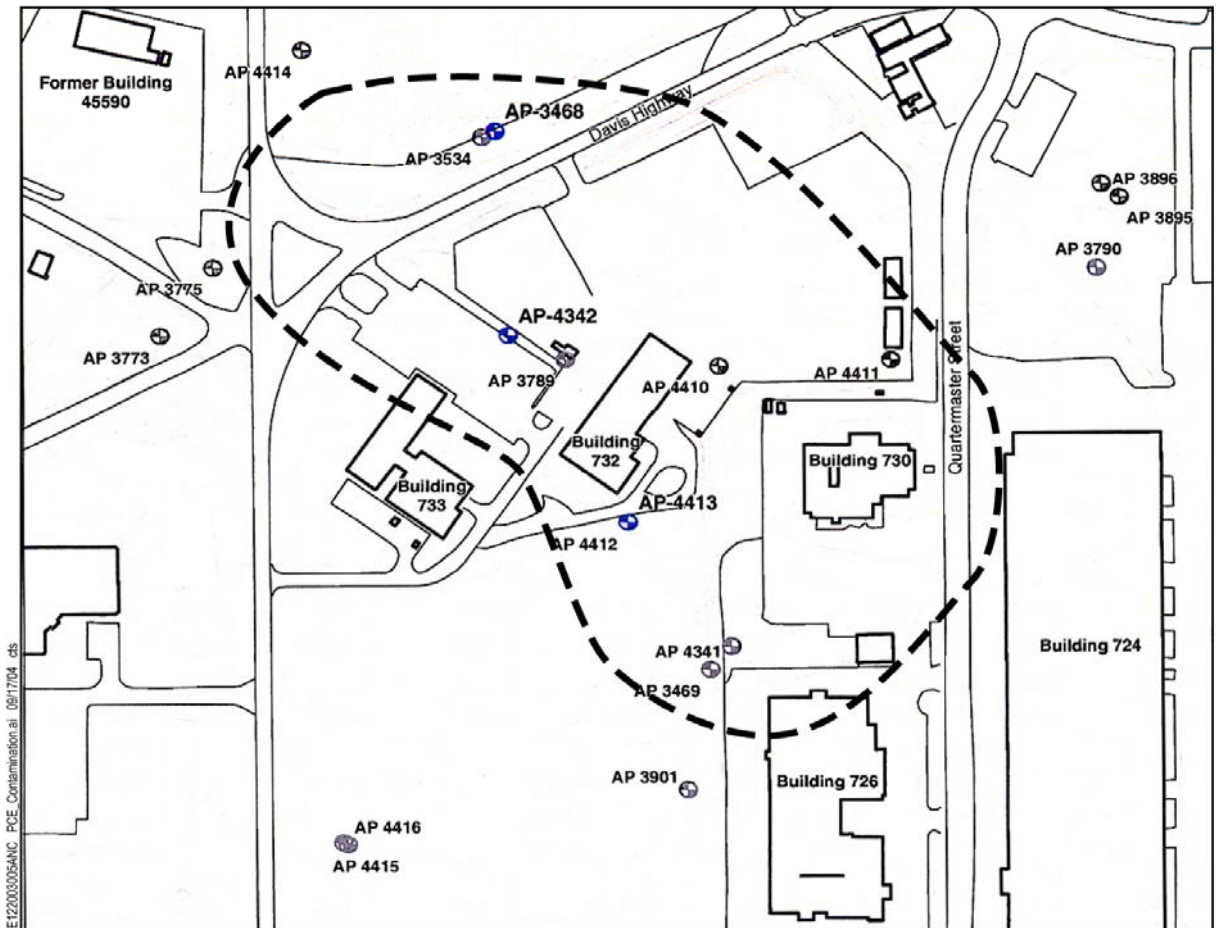 Former Building
45590
AP 4414
AP-3468
AP 3534
Davis Highway
AP 3896
AP 3895
AP 3790
AP 3775
AP 3773
AP-4342
AP 3789
AP 4410
AP 4411
Quartermaster Street
Building
732
Building 730
Building
733
AP-4413
AP 4412
AP 4341
AP 3469
Building 724
AP 3901
Building 726
AP 4416
AP 4415
E122003005ANC PCE_Contamination.ai 09/17/04 cts